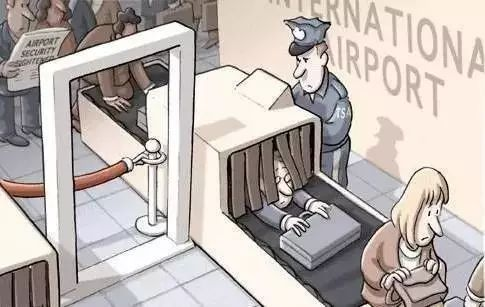 AIRPORT
SECURITY
INTERNATIONA
AIRPORT
TSA